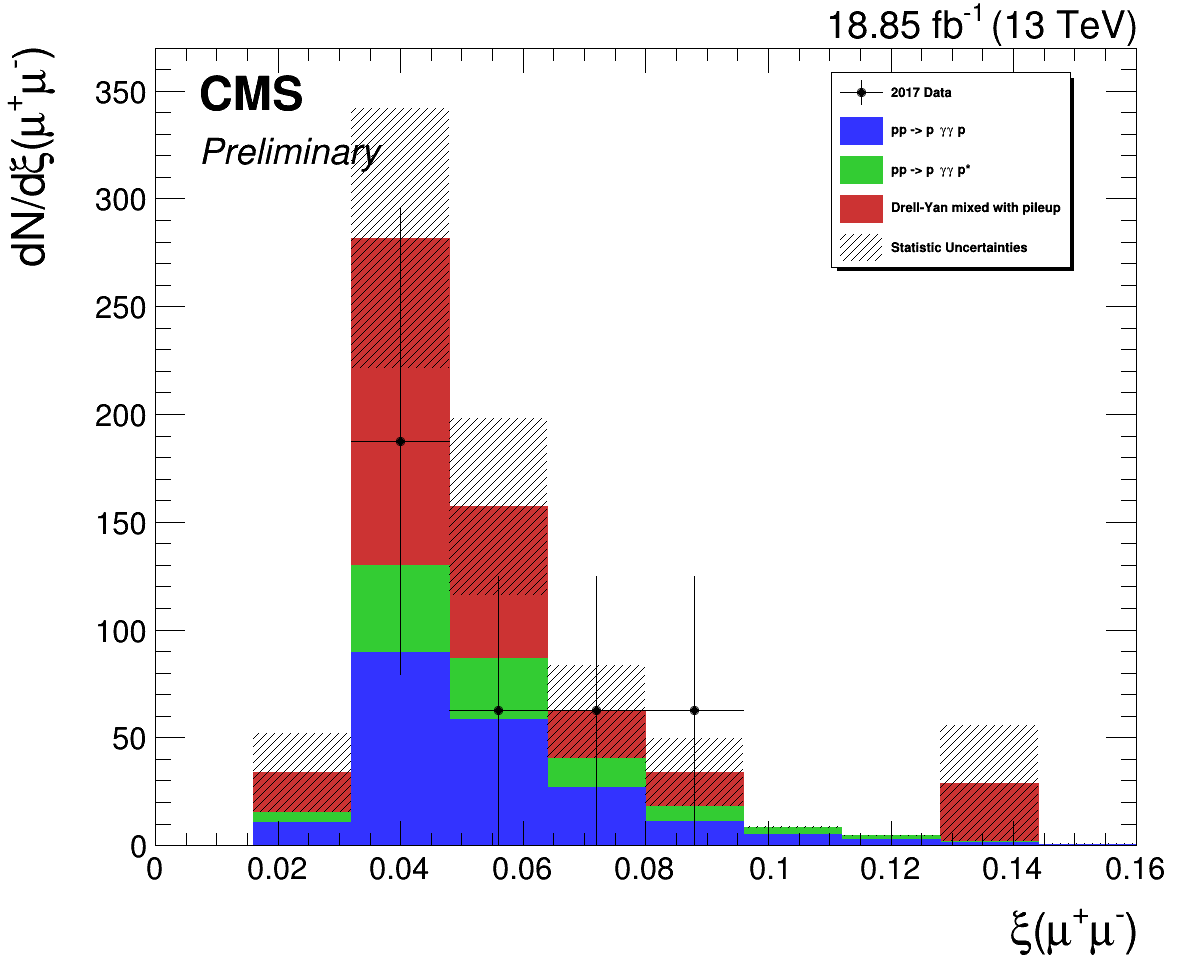 18.85 fb⁻¹ (13 TeV)
dN/dξ(μ⁺μ⁻)
CMS
Preliminary
2017 Data
pp -> p γγ p
pp -> p γγ p*
Drell-Yan mixed with pileup
Statistic Uncertainties
350
300
250
200
150
100
50
0
0 0.02 0.04 0.06 0.08 0.1 0.12 0.14 0.16
ξ(μ⁺μ⁻)